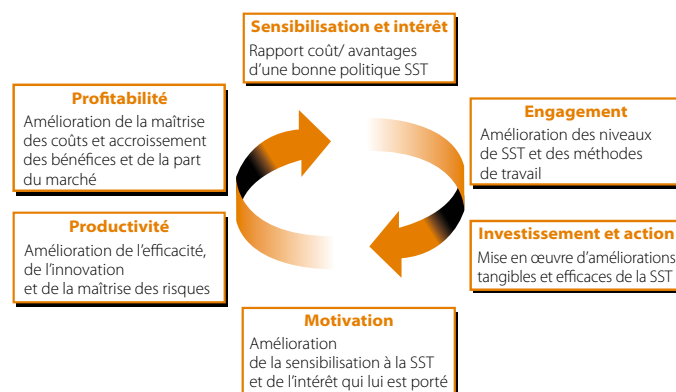 Sensibilisation et intérêt
Rapport coût/ avantages
d’une bonne politique SST
Engagement
Amélioration des niveaux
de SST et des méthodes
de travail
Investissement et action
Mise en œuvre d’améliorations
tangibles et efficaces de la SST
Motivation
Amélioration
de la sensibilisation à la SST
et de l’intérêt qui lui est porté
Productivité
Amélioration de l’efficacité,
de l’innovation
et de la maîtrise des risques
Profitabilité
Amélioration de la maîtrise
des coûts et accroissement
des bénéfices et de la part
du marché